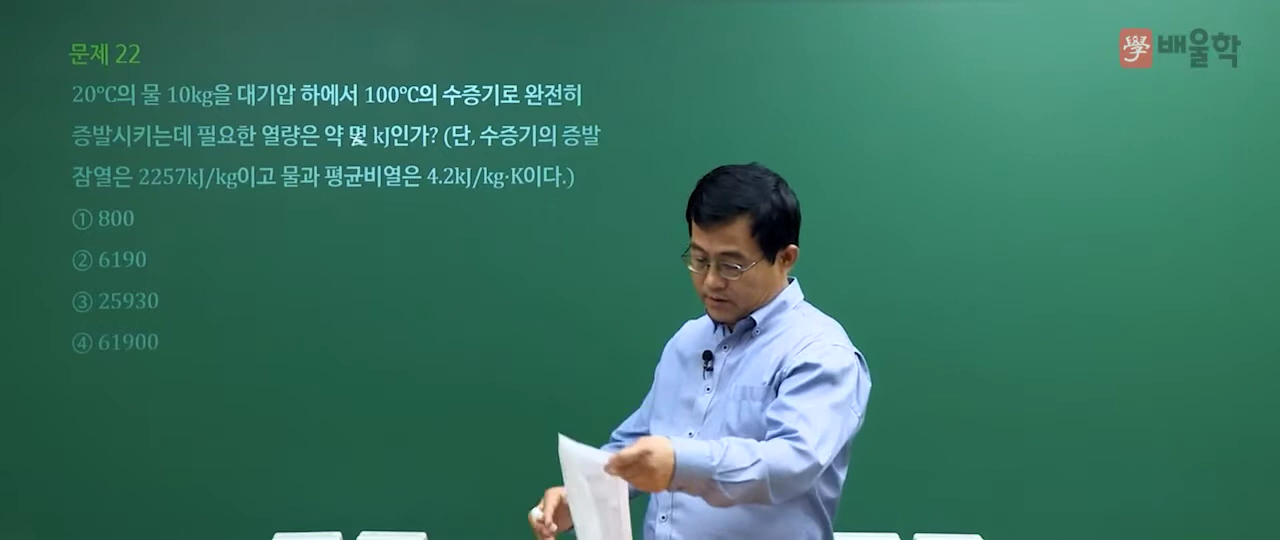 문제 22
學 배울학
20℃의 물 10kg을 대기압 하에서 100℃의 수증기로 완전히
증발시키는데 필요한 열량은 약 몇 kJ인가? (단, 수증기의 증발
잠열은 2257kJ/kg이고 물과 평균비열은 4.2kJ/kg·K이다.)
① 800
② 6190
③ 25930
④ 61900